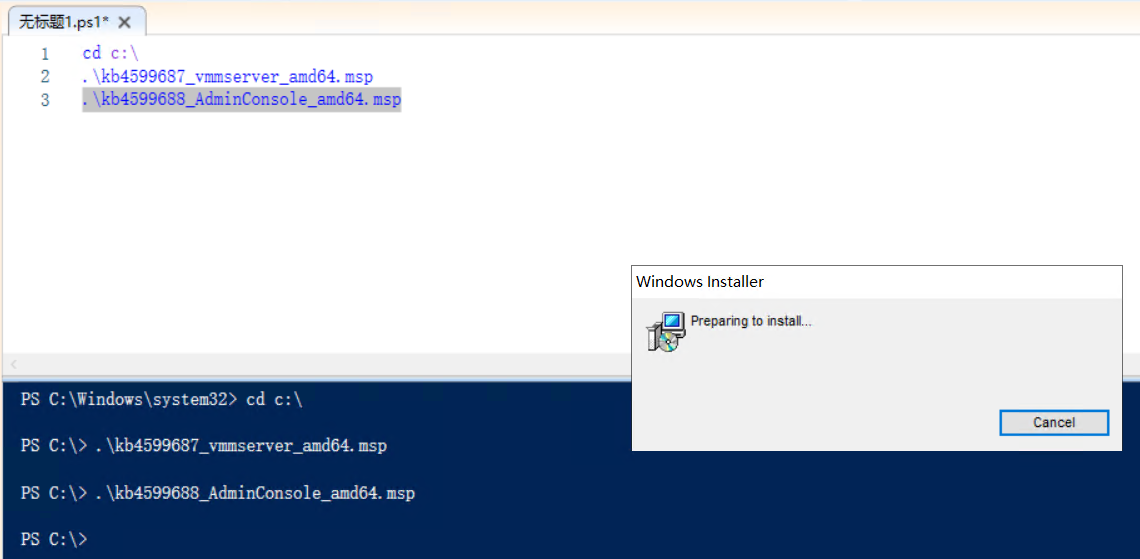 无标题1.ps1*
1 cd c:\
2 .\kb4599687_vmmserver_amd64.msp
3 .\kb4599688_AdminConsole_amd64.msp
Windows Installer
Preparing to install...
Cancel
PS C:\Windows\system32> cd c:\
PS C:\> .\kb4599687_vmmserver_amd64.msp
PS C:\> .\kb4599688_AdminConsole_amd64.msp
PS C:\>